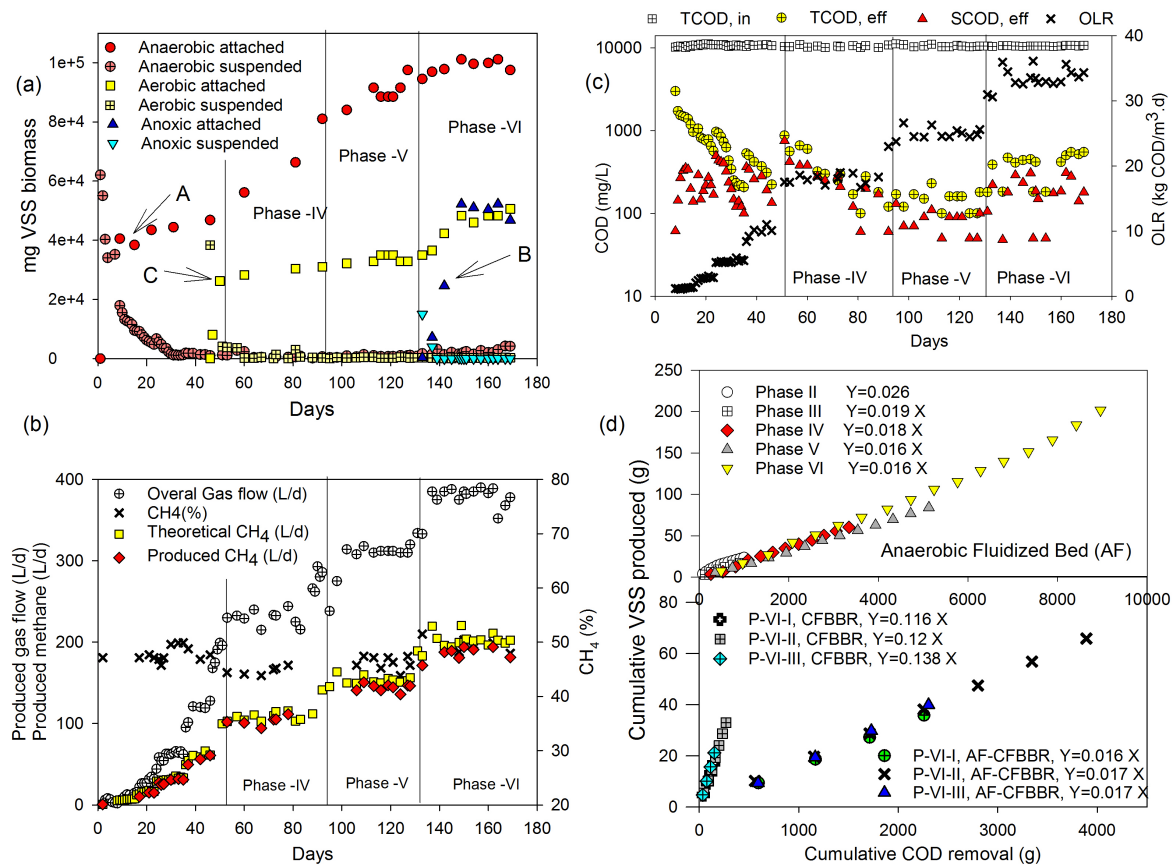 (a)
Anaerobic attached
Anaerobic suspended
Aerobic attached
Aerobic suspended
Anoxic attached
Anoxic suspended
mg VSS biomass
1e+5
8e+4
6e+4
4e+4
2e+4
0
A
B
C
Phase -IV
Phase -V
Phase -VI
0 20 40 60 80 100 120 140 160 180
Days
TCOD, in TCOD, eff SCOD, eff OLR
(c)
COD (mg/L)
10000
1000
100
10
OLR (kg COD/m³.d)
40
30
20
10
0
Phase -IV
Phase -V
Phase -VI
0 20 40 60 80 100 120 140 160 180
Days
(b)
Overal Gas flow (L/d)
CH4(%)
Theoretical CH4 (L/d)
Produced CH4 (L/d)
Produced gas flow (L/d)
Produced methane (L/d)
400
300
200
100
0
CH4 (%)
80
70
60
50
40
30
20
Phase -IV
Phase -V
Phase -VI
0 20 40 60 80 100 120 140 160 180
Days
(d)
Phase II Y=0.026
Phase III Y=0.019 X
Phase IV Y=0.018 X
Phase V Y=0.016 X
Phase VI Y=0.016 X
Anaerobic Fluidized Bed (AF)
Cumulative VSS produced (g)
250
200
150
100
50
0
0 2000 4000 6000 8000 10000
P-VI-I, CFBBR, Y=0.116 X
P-VI-II, CFBBR, Y=0.12 X
P-VI-III, CFBBR, Y=0.138 X
P-VI-I, AF-CFBBR, Y=0.016 X
P-VI-II, AF-CFBBR, Y=0.017 X
P-VI-III, AF-CFBBR, Y=0.017 X
80
60
40
20
0
0 1000 2000 3000 4000
Cumulative COD removal (g)